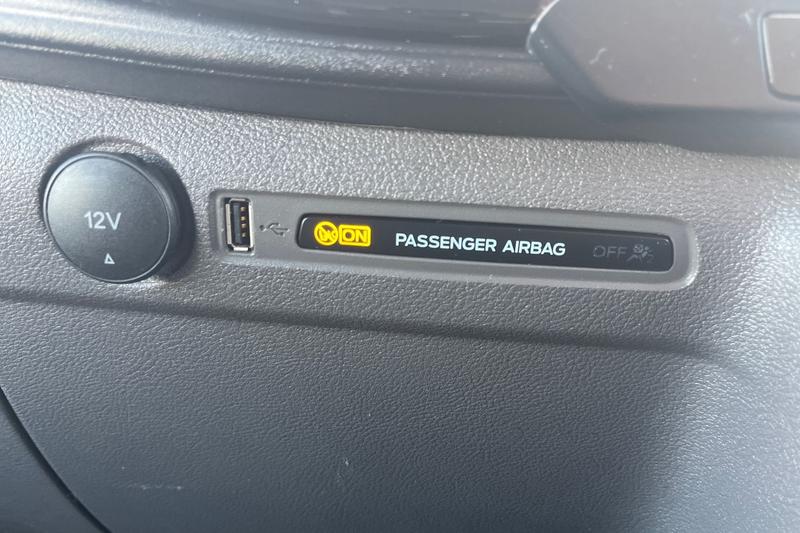 12V
ON PASSENGER AIRBAG OFF